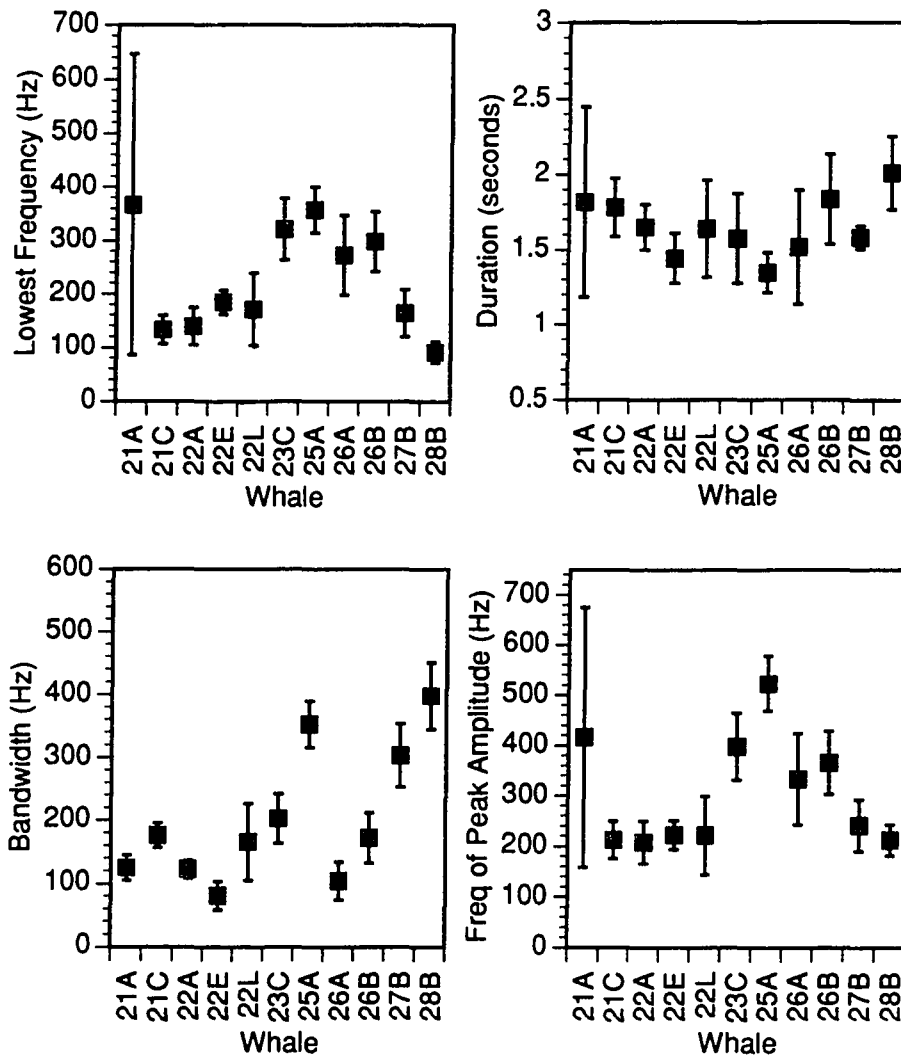 Lowest Frequency (Hz)
700
600
500
400
300
200
100
0
21A 21C 22A 22E 22L 23C 25A 26A 26B 27B 28B
Whale
Duration (seconds)
3
2.5
2
1.5
1
0.5
21A 21C 22A 22E 22L 23C 25A 26A 26B 27B 28B
Whale
Bandwidth (Hz)
600
500
400
300
200
100
0
21A 21C 22A 22E 22L 23C 25A 26A 26B 27B 28B
Whale
Freq of Peak Amplitude (Hz)
700
600
500
400
300
200
100
0
21A 21C 22A 22E 22L 23C 25A 26A 26B 27B 28B
Whale